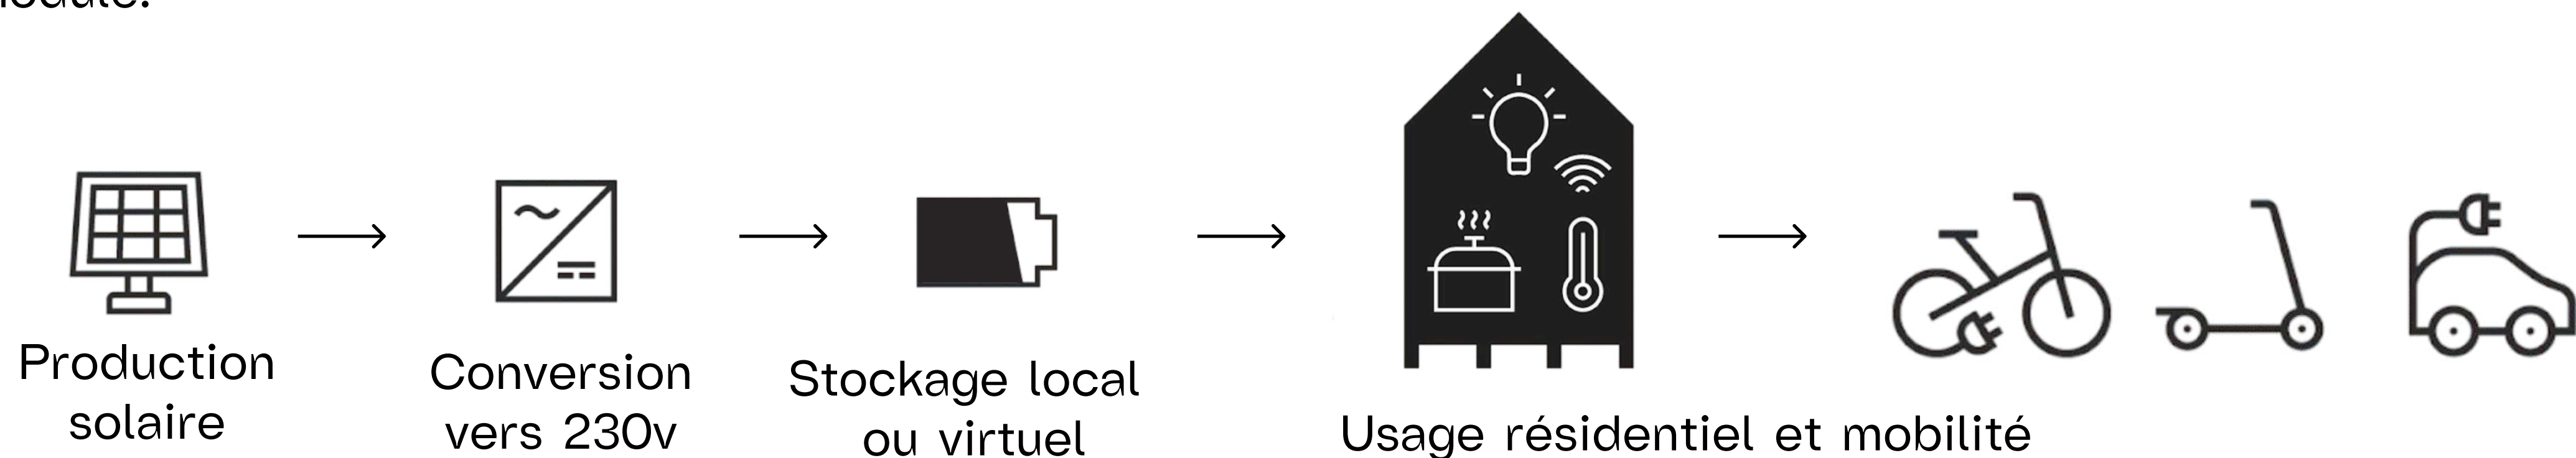 Production
solaire
Conversion
vers 230v
Stockage local
ou virtuel
Usage résidentiel et mobilité